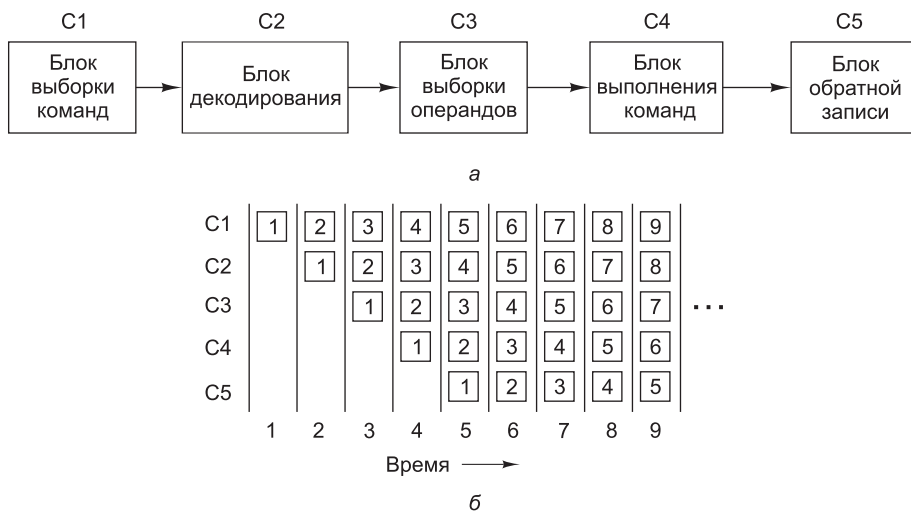 С1 С2 С3 С4 С5
Блок выборки команд
Блок декодирования
Блок выборки операндов
Блок выполнения команд
Блок обратной записи
а
С1 1 2 3 4 5 6 7 8 9
С2 1 2 3 4 5 6 7 8
С3 1 2 3 4 5 6 7 ...
С4 1 2 3 4 5 6
С5 1 2 3 4 5
1 2 3 4 5 6 7 8 9
Время
б